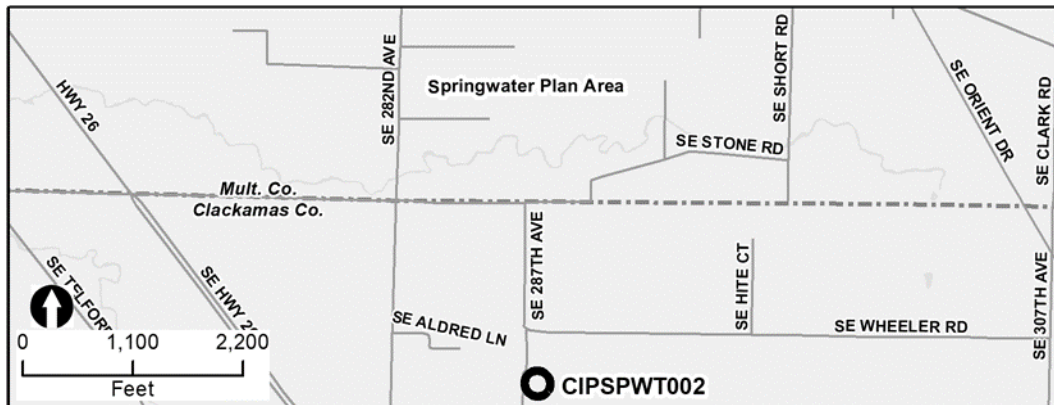 HWY 26
SE 282ND AVE
Springwater Plan Area
SE SHORT RD
SE STONE RD
SE ORIENT DR
SE CLARK RD
Mult. Co.
Clackamas Co.
SE 287TH AVE
SE HITE CT
SE 307TH AVE
SE HWY 26
SE TELFORD
SE ALDRED LN
SE WHEELER RD
0 1,100 2,200
Feet
CIPSPWT002